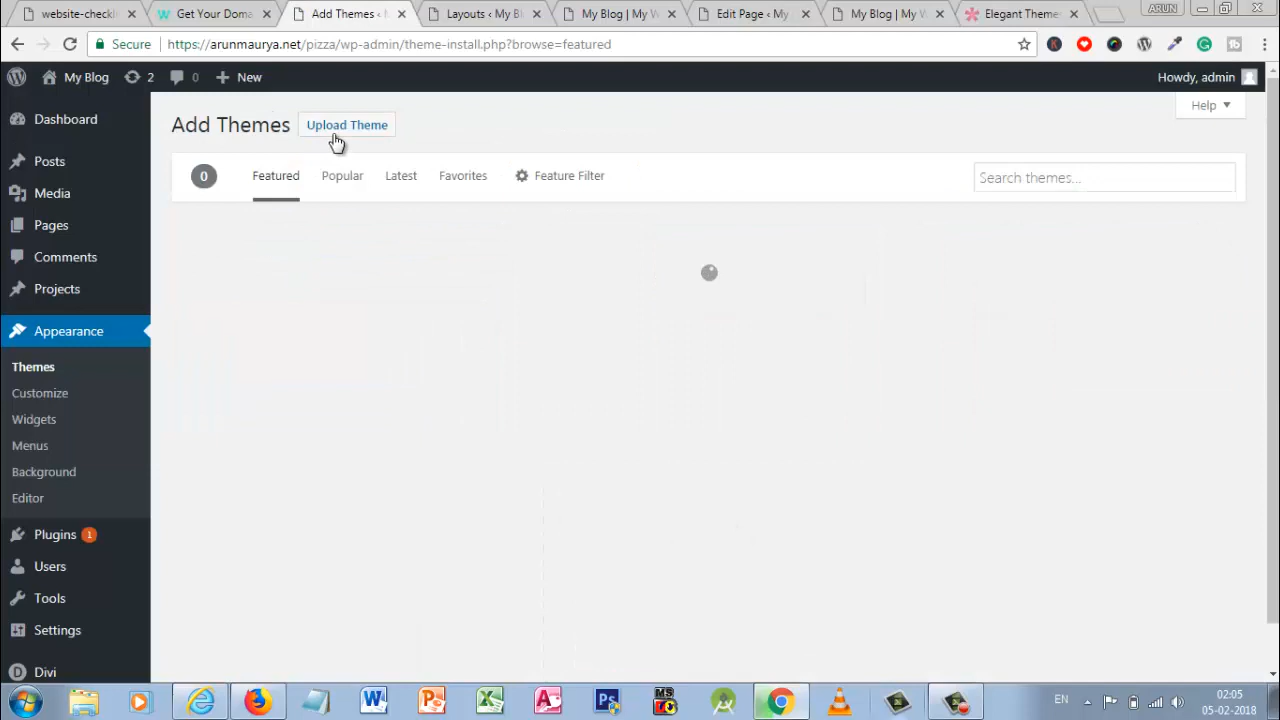 website-checkli
Get Your Doma
Add Themes ‹
Layouts ‹ My Bl
My Blog | My W
Edit Page ‹ My
My Blog | My W
Elegant Theme
ARUN
Secure
https://arunmaurya.net/pizza/wp-admin/theme-install.php?browse=featured
My Blog
2
0
New
Howdy, admin
Add Themes
Upload Theme
Help
0
Featured
Popular
Latest
Favorites
Feature Filter
Search themes...
Dashboard
Posts
Media
Pages
Comments
Projects
Appearance
Themes
Customize
Widgets
Menus
Background
Editor
Plugins 1
Users
Tools
Settings
Divi
EN
02:05
05-02-2018